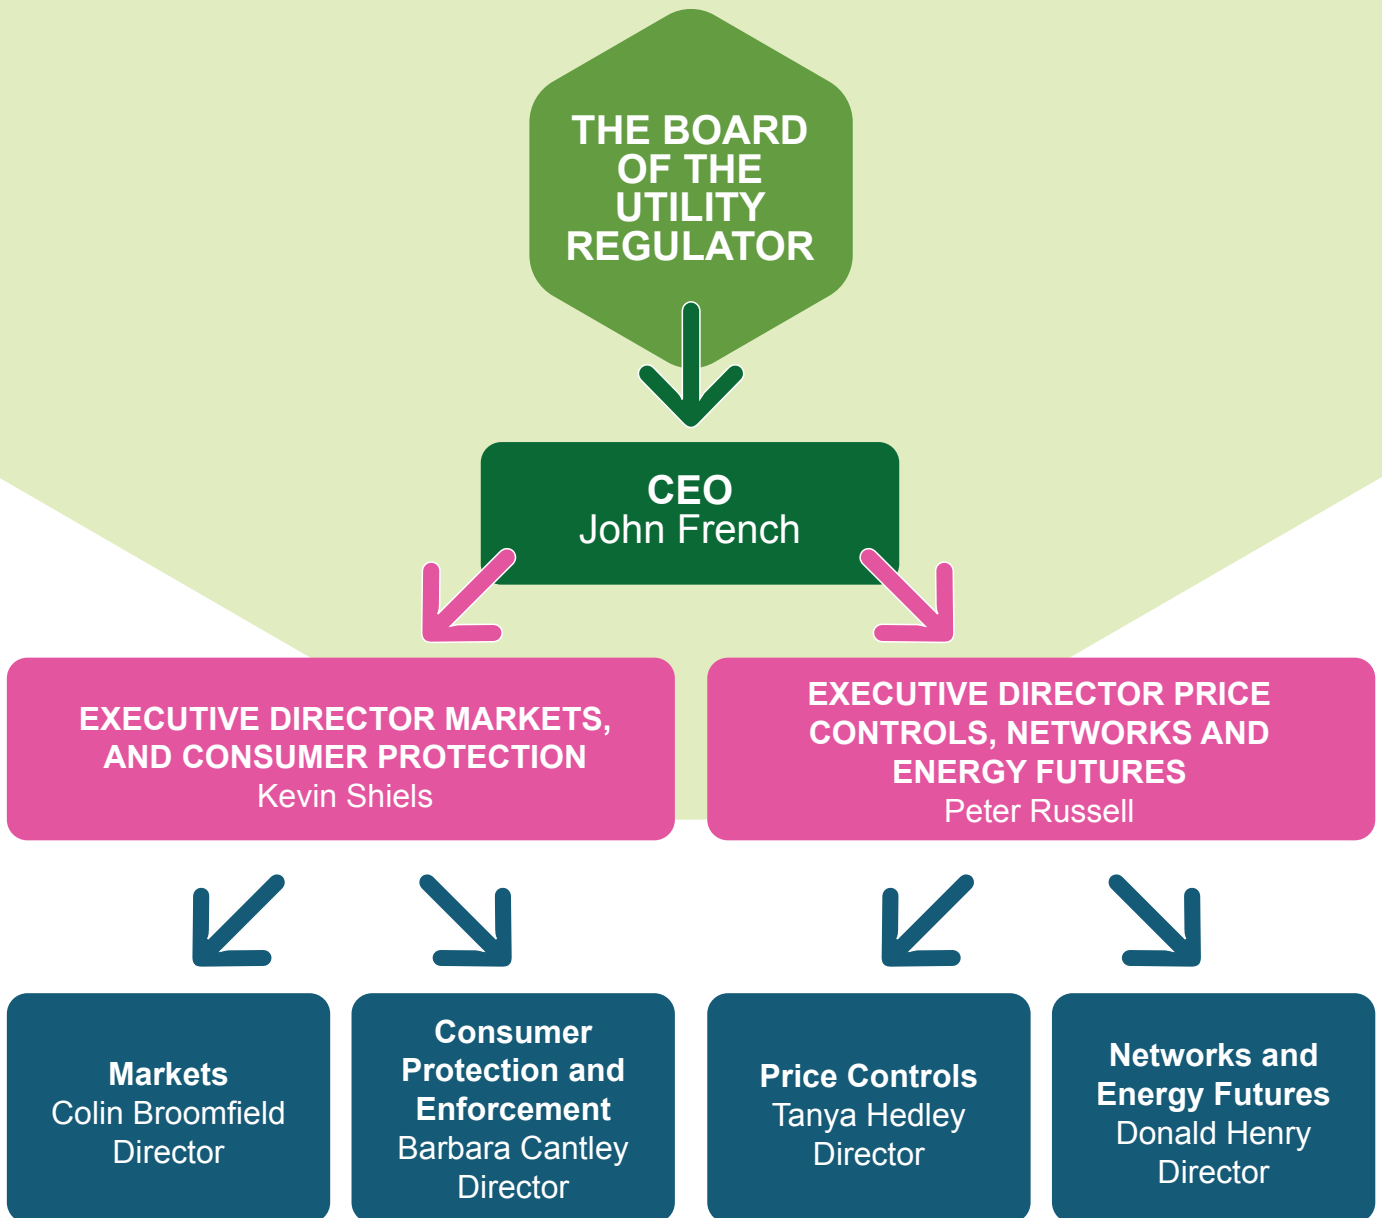 THE BOARD
OF THE
UTILITY
REGULATOR
CEO
John French
EXECUTIVE DIRECTOR MARKETS,
AND CONSUMER PROTECTION
Kevin Shiels
EXECUTIVE DIRECTOR PRICE
CONTROLS, NETWORKS AND
ENERGY FUTURES
Peter Russell
Markets
Colin Broomfield
Director
Consumer
Protection and
Enforcement
Barbara Cantley
Director
Price Controls
Tanya Hedley
Director
Networks and
Energy Futures
Donald Henry
Director